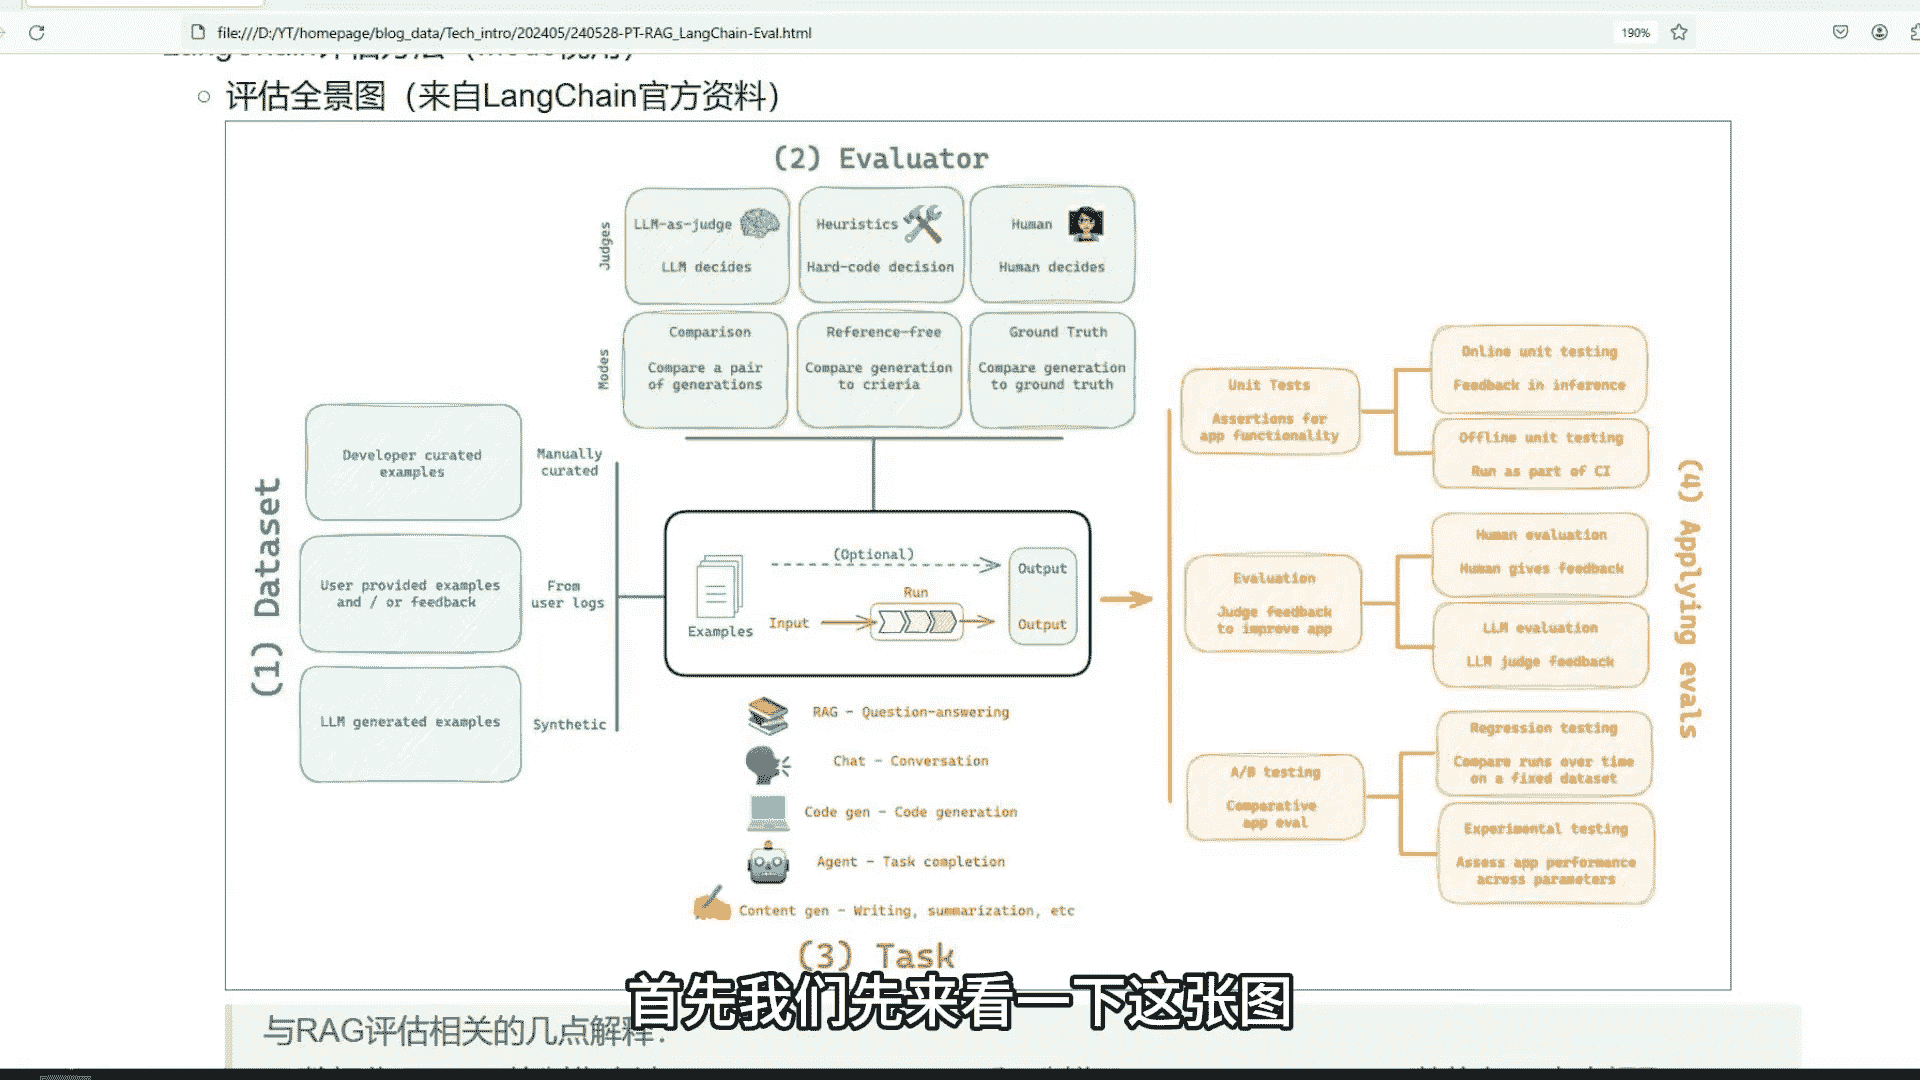 file:///D:/YT/homepage/blog_data/Tech_intro/202405/240528-PT-RAG_LangChain-Eval.html
190%
评估全景图（来自LangChain官方资料）
(2) Evaluator
Judges
LLM-as-judge
LLM decides
Heuristics
Hard-code decision
Human
Human decides
Modes
Comparison
Compare a pair
of generations
Reference-free
Compare generation
to crieria
Ground Truth
Compare generation
to ground truth
(1) Dataset
Developer curated
examples
Manually
curated
User provided examples
and / or feedback
From
user logs
LLM generated examples
Synthetic
Examples
(Optional)
Input
Run
Output
Output
RAG - Question-answering
Chat - Conversation
Code gen - Code generation
Agent - Task completion
Content gen - Writing, summarization, etc
(3) Task
Unit Tests
Assertions for
app functionality
Online unit testing
Feedback in inference
Offline unit testing
Run as part of CI
Evaluation
Judge feedback
to improve app
Human evaluation
Human gives feedback
LLM evaluation
LLM judge feedback
A/B testing
Comparative
app eval
Regression testing
Compare runs over time
on a fixed dataset
Experimental testing
Assess app performance
across parameters
(4) Applying evals
首先我们先来看一下这张图
与RAG评估相关的几点解释：